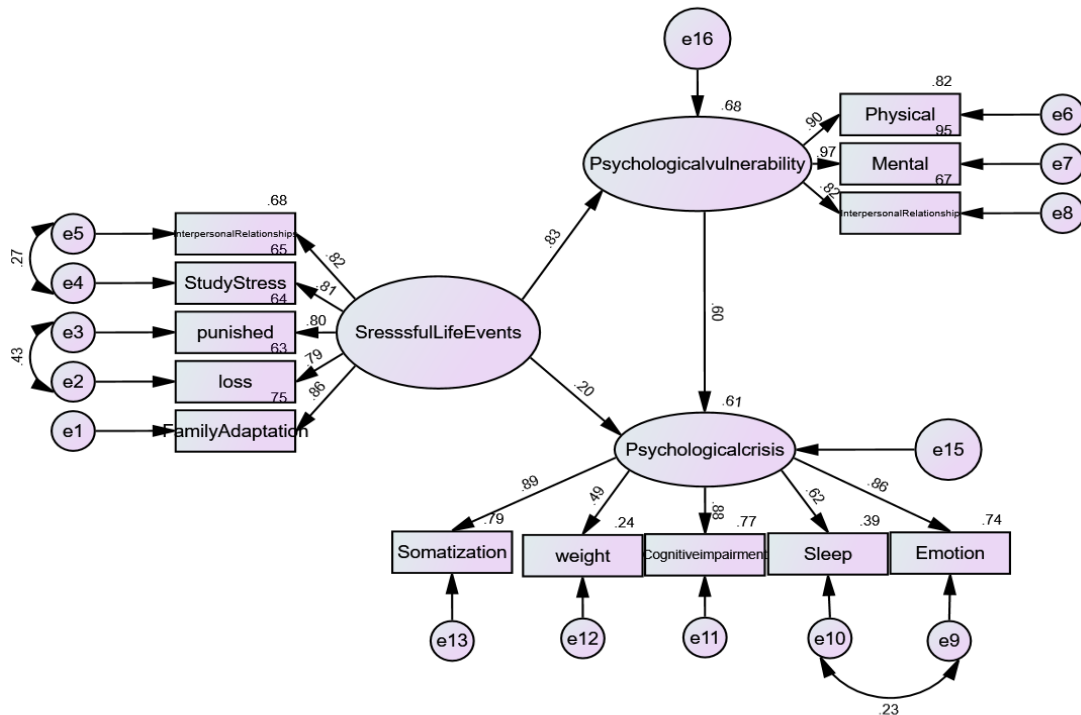 e16
.68
.82
.90
Physical
e6
.95
.97
Mental
e7
.67
.82
InterpersonalRelationship
e8
Psychologicalvulnerability
.83
.68
e5
InterpersonalRelationships
.82
.27
.65
e4
StudyStress
.81
.64
e3
punished
.80
SresssfulLifeEvents
.60
.43
.63
e2
loss
.79
.75
e1
FamilyAdaptation
.86
.20
.61
Psychologicalcrisis
e15
.89
.49
.88
.62
.86
.79
.24
.77
.39
.74
Somatization
weight
Cognitiveimpairment
Sleep
Emotion
e13
e12
e11
e10
e9
.23